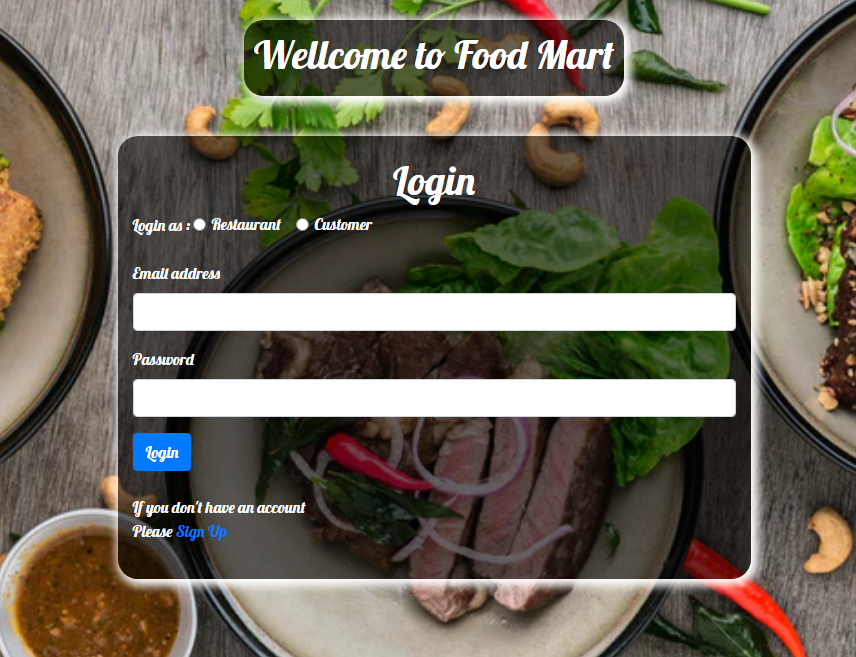 Wellcome to Food Mart
Login
Login as : Restaurant Customer
Email address
Password
Login
If you don't have an account
Please Sign Up